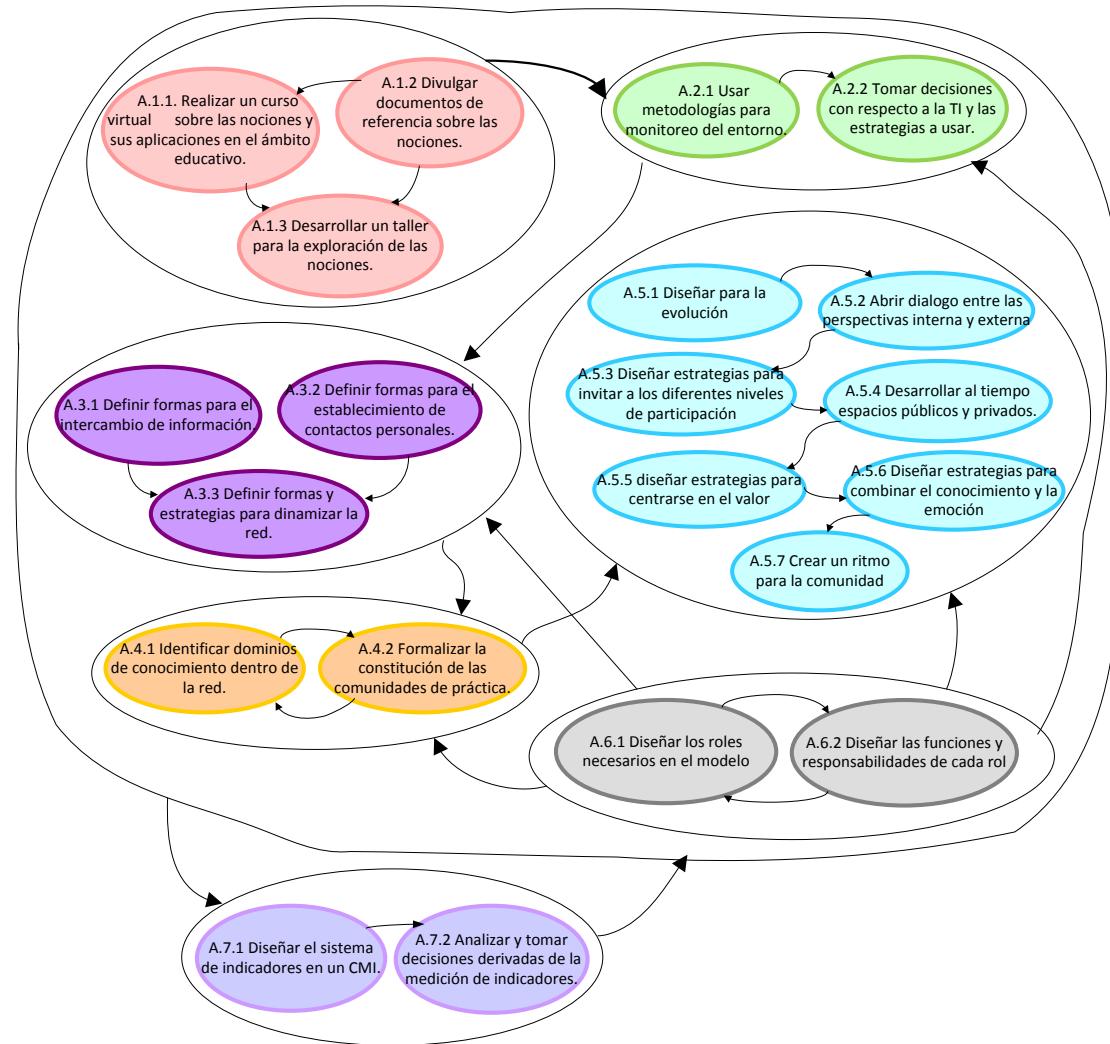 A.1.1. Realizar un curso
virtual sobre las nociones y
sus aplicaciones en el ámbito
educativo.
A.1.2 Divulgar
documentos de
referencia sobre las
nociones.
A.1.3 Desarrollar un taller
para la exploración de las
nociones.
A.2.1 Usar
metodologías para
monitoreo del entorno.
A.2.2 Tomar decisiones
con respecto a la TI y las
estrategias a usar.
A.5.1 Diseñar para la
evolución
A.5.2 Abrir dialogo entre las
perspectivas interna y externa
A.5.3 Diseñar estrategias para
invitar a los diferentes niveles
de participación
A.5.4 Desarrollar al tiempo
espacios públicos y privados.
A.5.5 diseñar estrategias para
centrarse en el valor
A.5.6 Diseñar estrategias para
combinar el conocimiento y la
emoción
A.5.7 Crear un ritmo
para la comunidad
A.3.1 Definir formas para el
intercambio de información.
A.3.2 Definir formas para el
establecimiento de
contactos personales.
A.3.3 Definir formas y
estrategias para dinamizar la
red.
A.4.1 Identificar dominios
de conocimiento dentro de
la red.
A.4.2 Formalizar la
constitución de las
comunidades de práctica.
A.6.1 Diseñar los roles
necesarios en el modelo
A.6.2 Diseñar las funciones y
responsabilidades de cada rol
A.7.1 Diseñar el sistema
de indicadores en un CMI.
A.7.2 Analizar y tomar
decisiones derivadas de la
medición de indicadores.